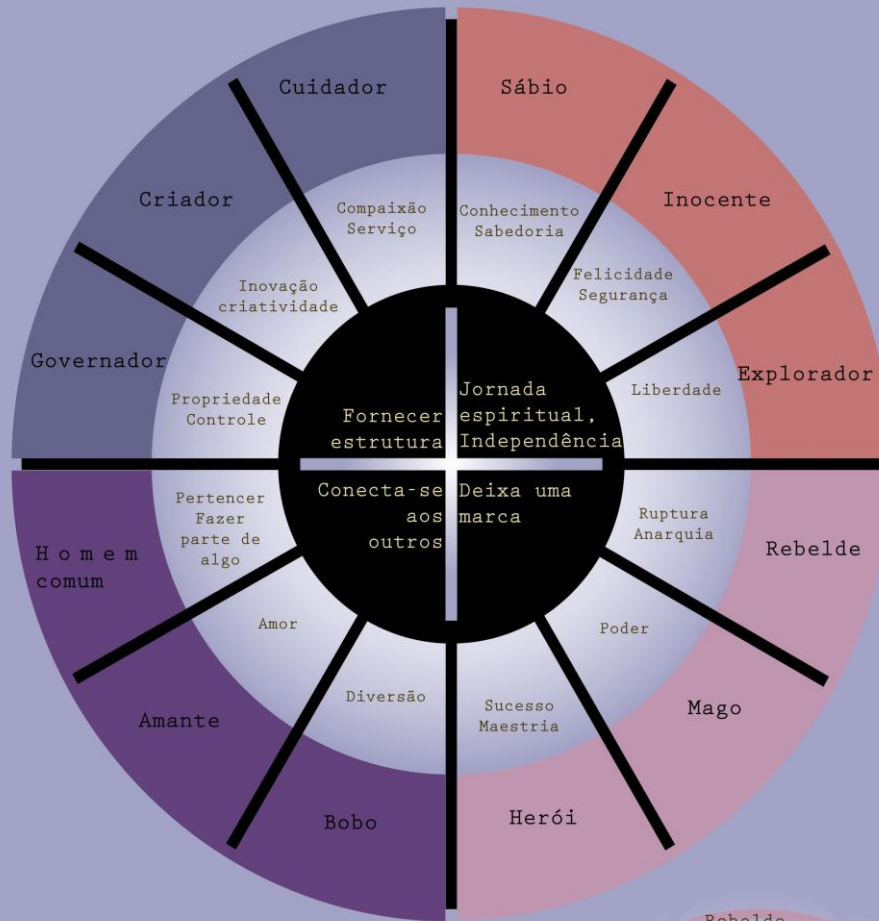 Cuidador
Sábio
Criador
Inocente
Governador
Explorador
Compaixão
Serviço
Conhecimento
Sabedoria
Inovação
criatividade
Felicidade
Segurança
Propriedade
Controle
Liberdade
Fornecer
estrutura
Jornada
espiritual,
Independência
Conecta-se
aos
outros
Deixa uma
marca
Pertencer
Fazer
parte de
algo
Ruptura
Anarquia
Homem
comum
Rebelde
Amor
Poder
Diversão
Sucesso
Maestria
Amante
Mago
Bobo
Herói
Rebelde